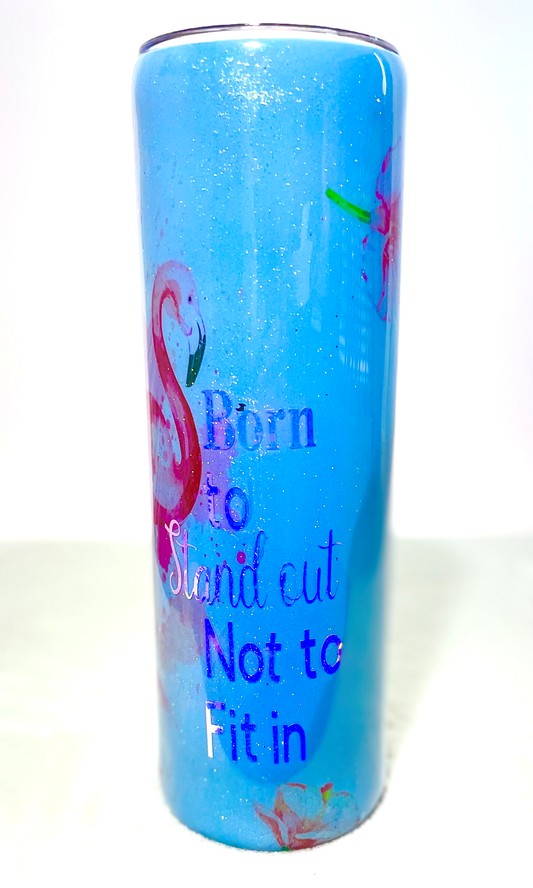 Born
to
Stand out
Not to
Fit in